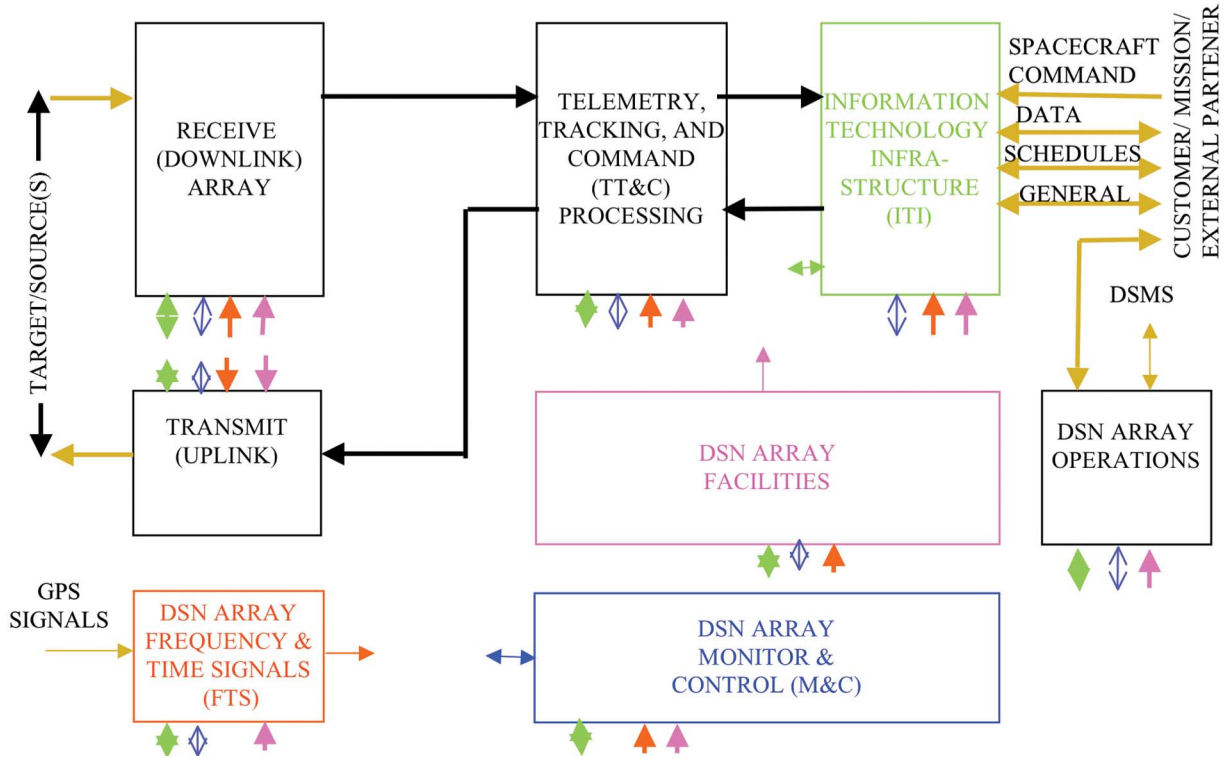 TARGET/SOURCE(S)
RECEIVE
(DOWNLINK)
ARRAY
TELEMETRY,
TRACKING, AND
COMMAND
(TT&C)
PROCESSING
INFORMATION
TECHNOLOGY
INFRA-
STRUCTURE
(ITI)
SPACECRAFT
COMMAND
DATA
SCHEDULES
GENERAL
CUSTOMER/ MISSION/
EXTERNAL PARTENER
DSMS
TRANSMIT
(UPLINK)
DSN ARRAY
FACILITIES
DSN ARRAY
OPERATIONS
GPS
SIGNALS
DSN ARRAY
FREQUENCY &
TIME SIGNALS
(FTS)
DSN ARRAY
MONITOR &
CONTROL (M&C)